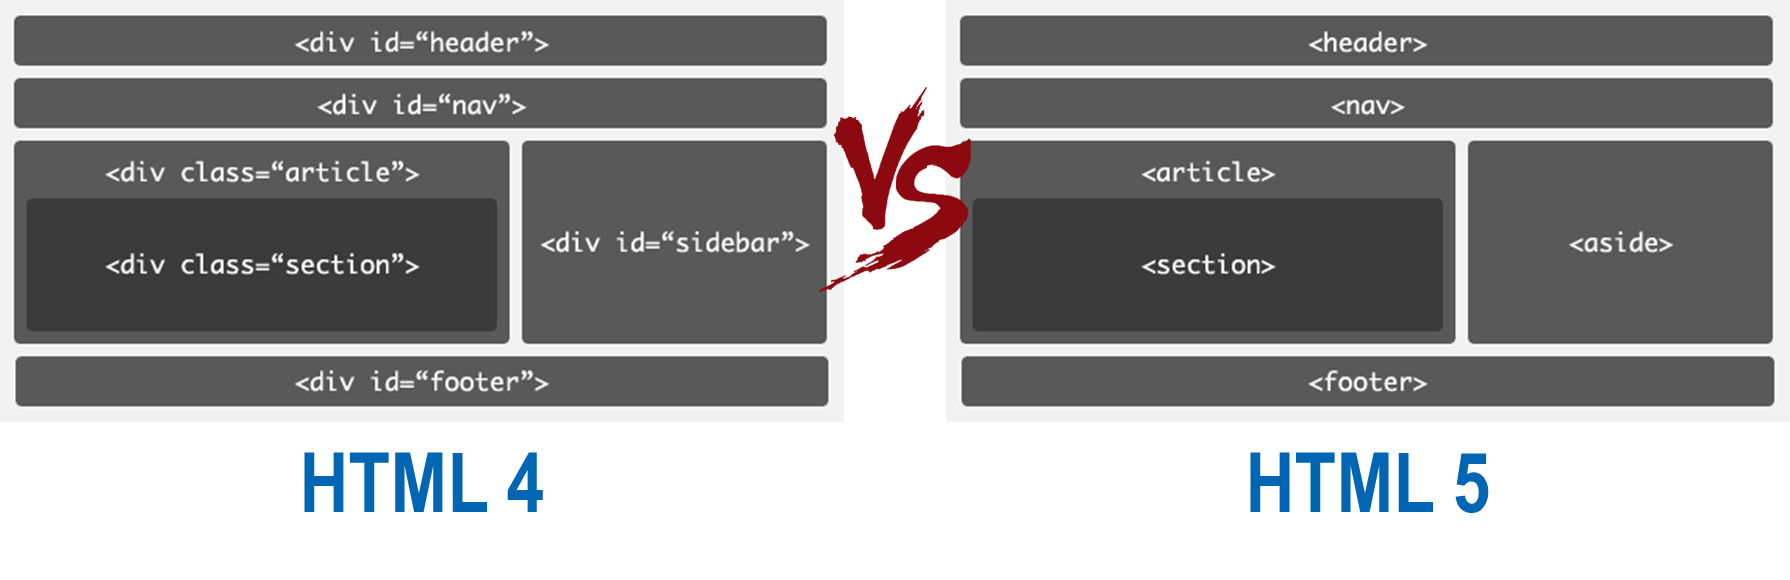 <div id=“header”>
<div id=“nav”>
<div class=“article”>
<div class=“section”>
<div id=“sidebar”>
<div id=“footer”>
HTML 4
VS
<header>
<nav>
<article>
<section>
<aside>
<footer>
HTML 5